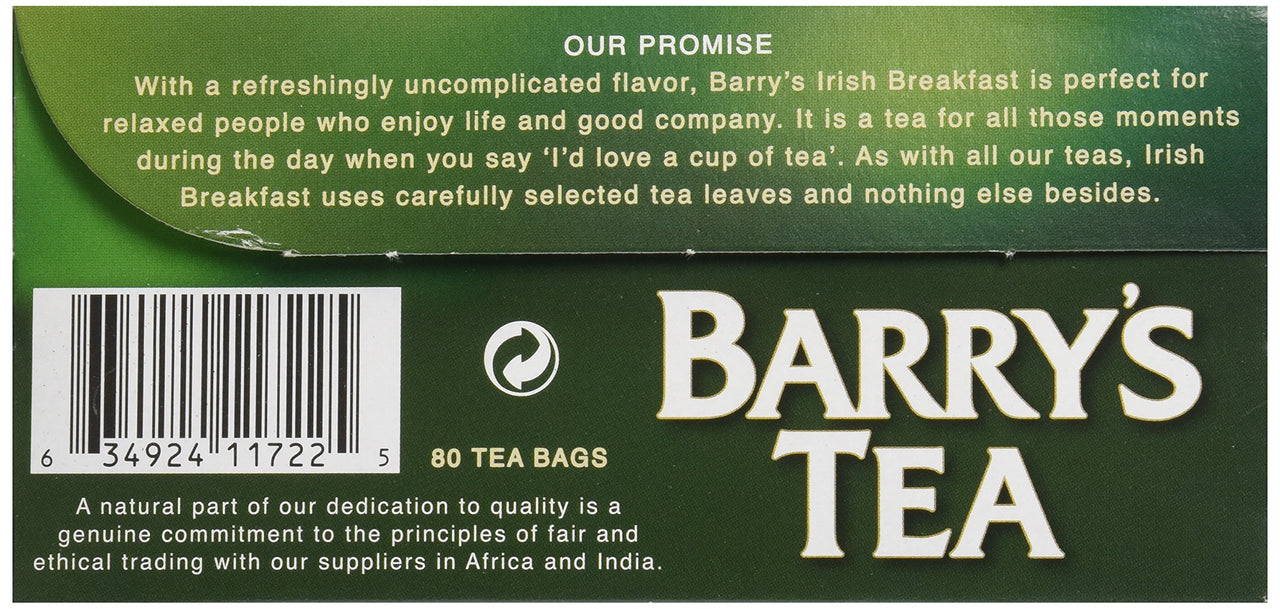 OUR PROMISE
With a refreshingly uncomplicated flavor, Barry's Irish Breakfast is perfect for
relaxed people who enjoy life and good company. It is a tea for all those moments
during the day when you say ‘I'd love a cup of tea’. As with all our teas, Irish
Breakfast uses carefully selected tea leaves and nothing else besides.
BARRY'S
TEA
6 34924 11722 5
80 TEA BAGS
A natural part of our dedication to quality is a
genuine commitment to the principles of fair and
ethical trading with our suppliers in Africa and India.